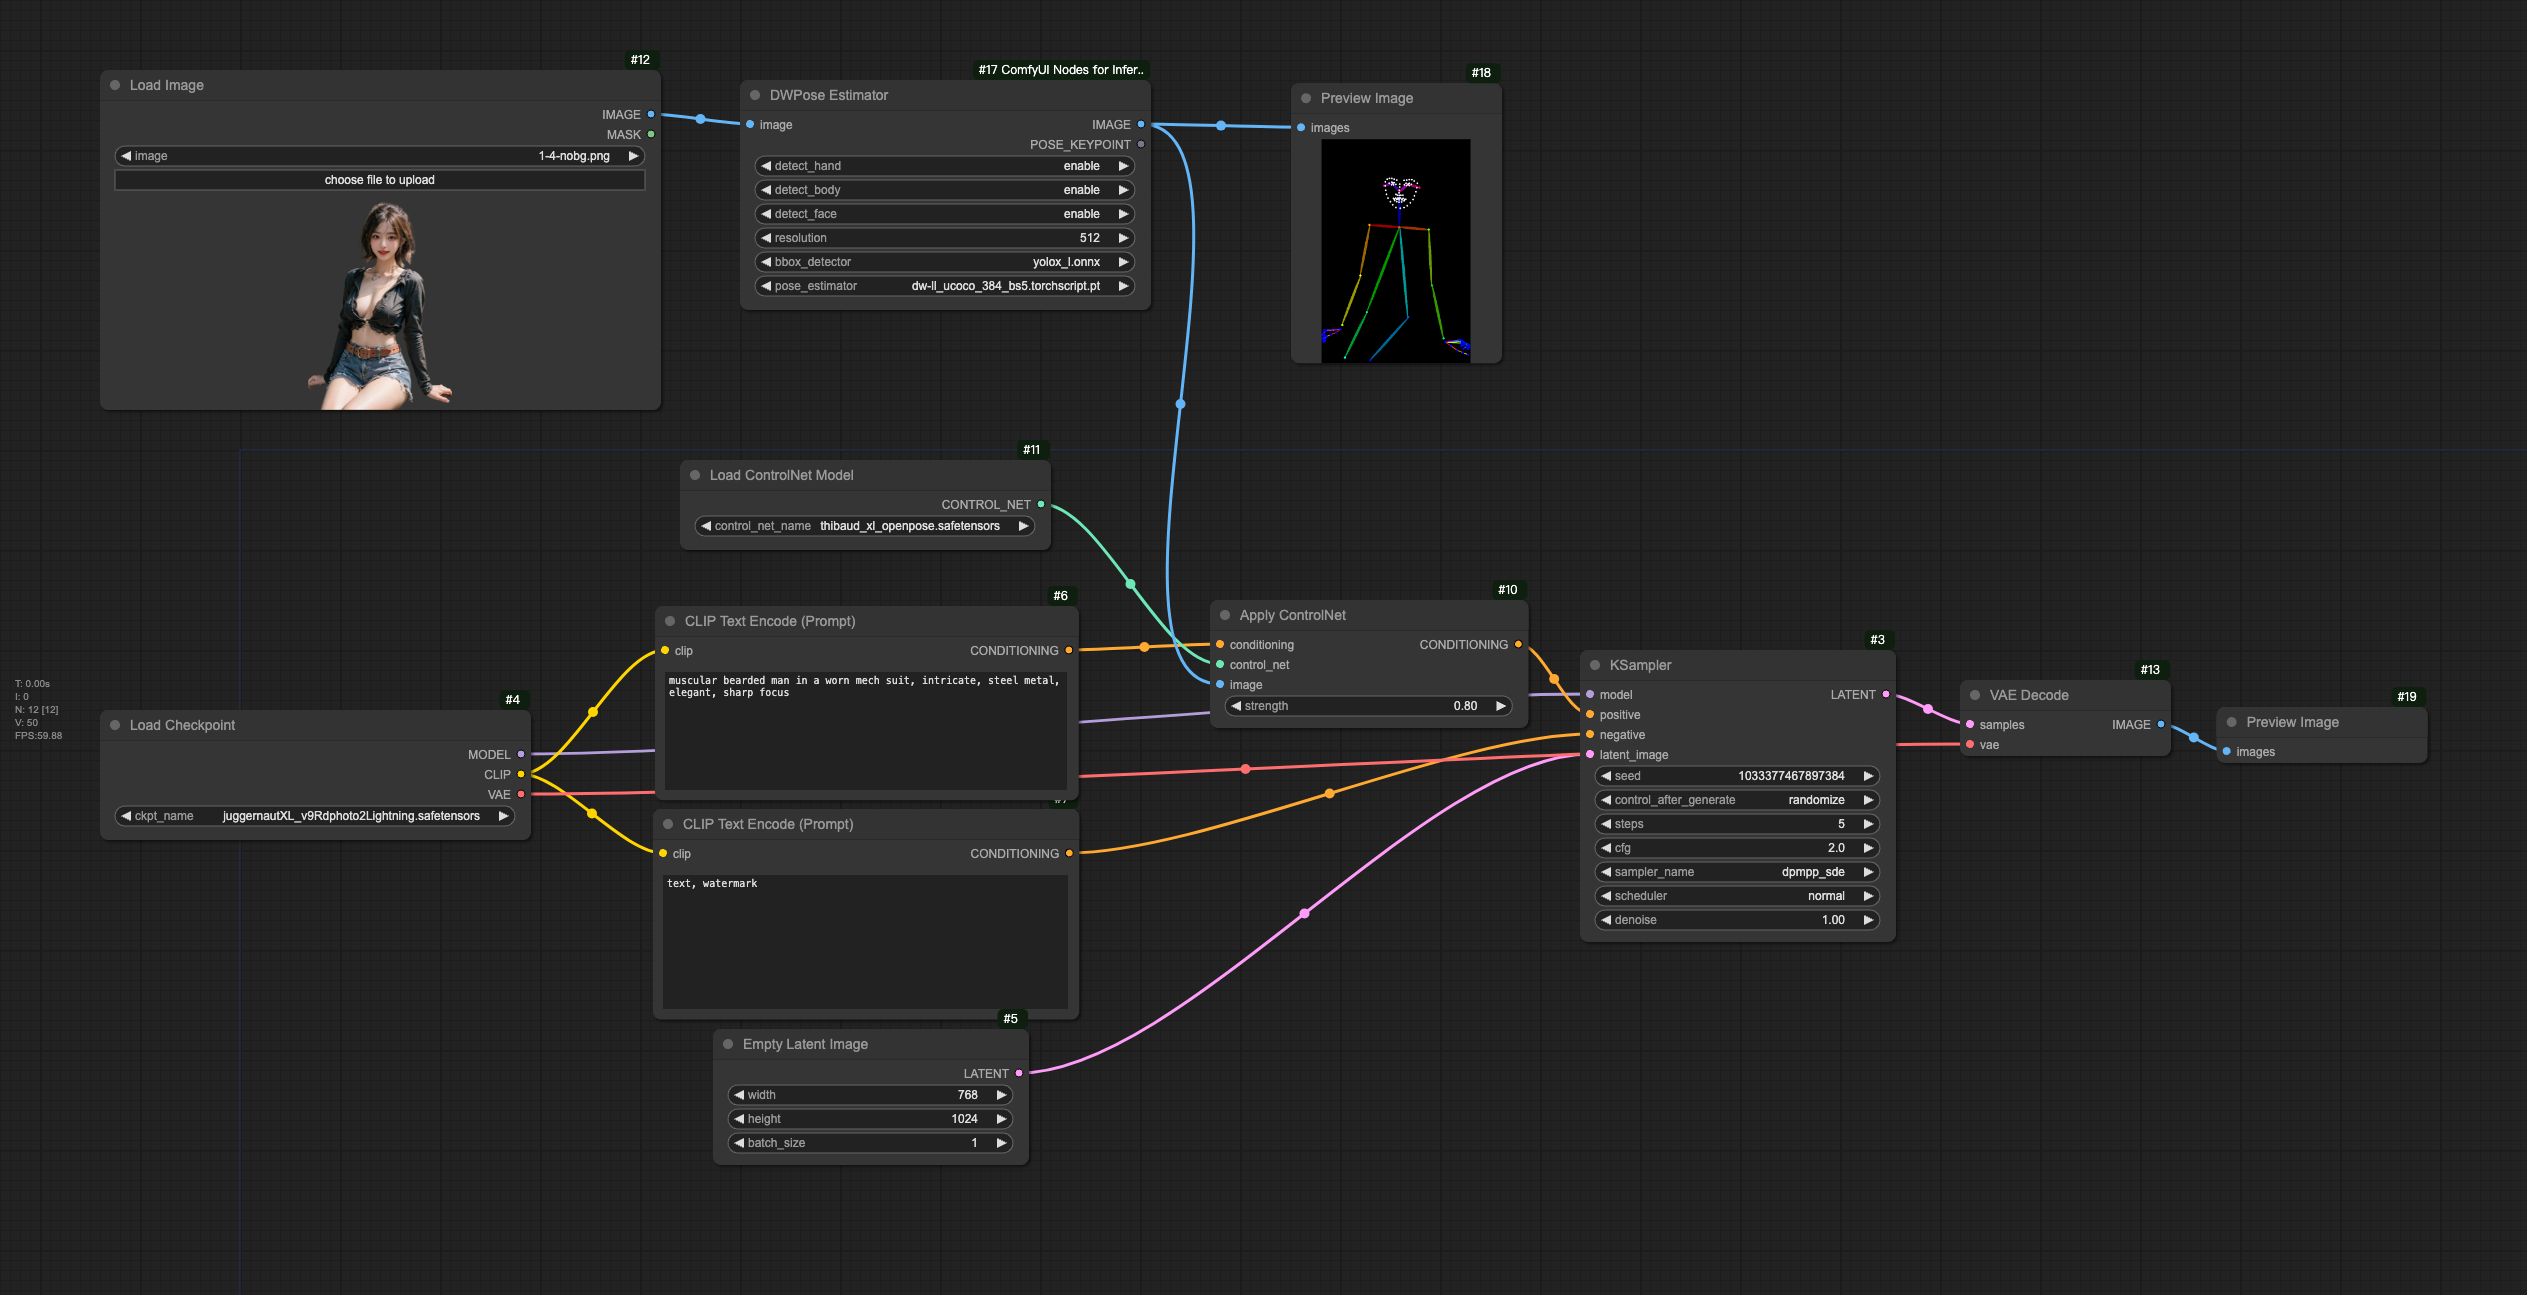 #12
Load Image
IMAGE
MASK
image 1-4-nobg.png
choose file to upload
#17 ComfyUI Nodes for Infer..
DWPose Estimator
image IMAGE
POSE_KEYPOINT
detect_hand enable
detect_body enable
detect_face enable
resolution 512
bbox_detector yolox_l.onnx
pose_estimator dw-ll_ucoco_384_bs5.torchscript.pt
#18
Preview Image
images
#11
Load ControlNet Model
CONTROL_NET
control_net_name thibaud_xl_openpose.safetensors
T: 0.00s
I: 0
N: 12 [12]
V: 50
FPS:59.88
#4
Load Checkpoint
MODEL
CLIP
VAE
ckpt_name juggernautXL_v9Rdphoto2Lightning.safetensors
#6
CLIP Text Encode (Prompt)
clip CONDITIONING
muscular bearded man in a worn mech suit, intricate, steel metal,
elegant, sharp focus
CLIP Text Encode (Prompt)
clip CONDITIONING
text, watermark
#5
Empty Latent Image
LATENT
width 768
height 1024
batch_size 1
#10
Apply ControlNet
conditioning CONDITIONING
control_net
image
strength 0.80
#3
KSampler
model LATENT
positive
negative
latent_image
seed 1033377467897384
control_after_generate randomize
steps 5
cfg 2.0
sampler_name dpmpp_sde
scheduler normal
denoise 1.00
#13
VAE Decode
samples IMAGE
vae
#19
Preview Image
images